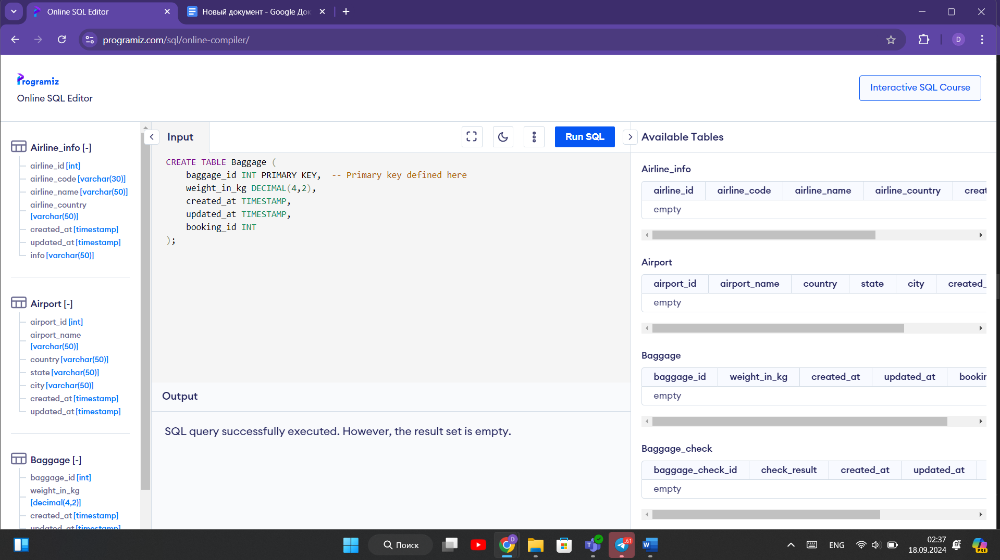 Online SQL Editor
Новый документ - Google Док
programiz.com/sql/online-compiler/
D
Programiz
Online SQL Editor
Interactive SQL Course
Airline_info [-]
airline_id [int]
airline_code [varchar(30)]
airline_name [varchar(50)]
airline_country
[varchar(50)]
created_at [timestamp]
updated_at [timestamp]
info [varchar(50)]
Airport [-]
airport_id [int]
airport_name
[varchar(50)]
country [varchar(50)]
state [varchar(50)]
city [varchar(50)]
created_at [timestamp]
updated_at [timestamp]
Baggage [-]
baggage_id [int]
weight_in_kg
[decimal(4,2)]
created_at [timestamp]
updated_at [timestamp]
Input
Run SQL
CREATE TABLE Baggage (
baggage_id INT PRIMARY KEY,  -- Primary key defined here
weight_in_kg DECIMAL(4,2),
created_at TIMESTAMP,
updated_at TIMESTAMP,
booking_id INT
);
Output
SQL query successfully executed. However, the result set is empty.
Available Tables
Airline_info
airline_id airline_code airline_name airline_country creat
empty
Airport
airport_id airport_name country state city created_
empty
Baggage
baggage_id weight_in_kg created_at updated_at bookin
empty
Baggage_check
baggage_check_id check_result created_at updated_at
empty
Поиск
D
T
..61
W
ENG
02:37
18.09.2024
PRE